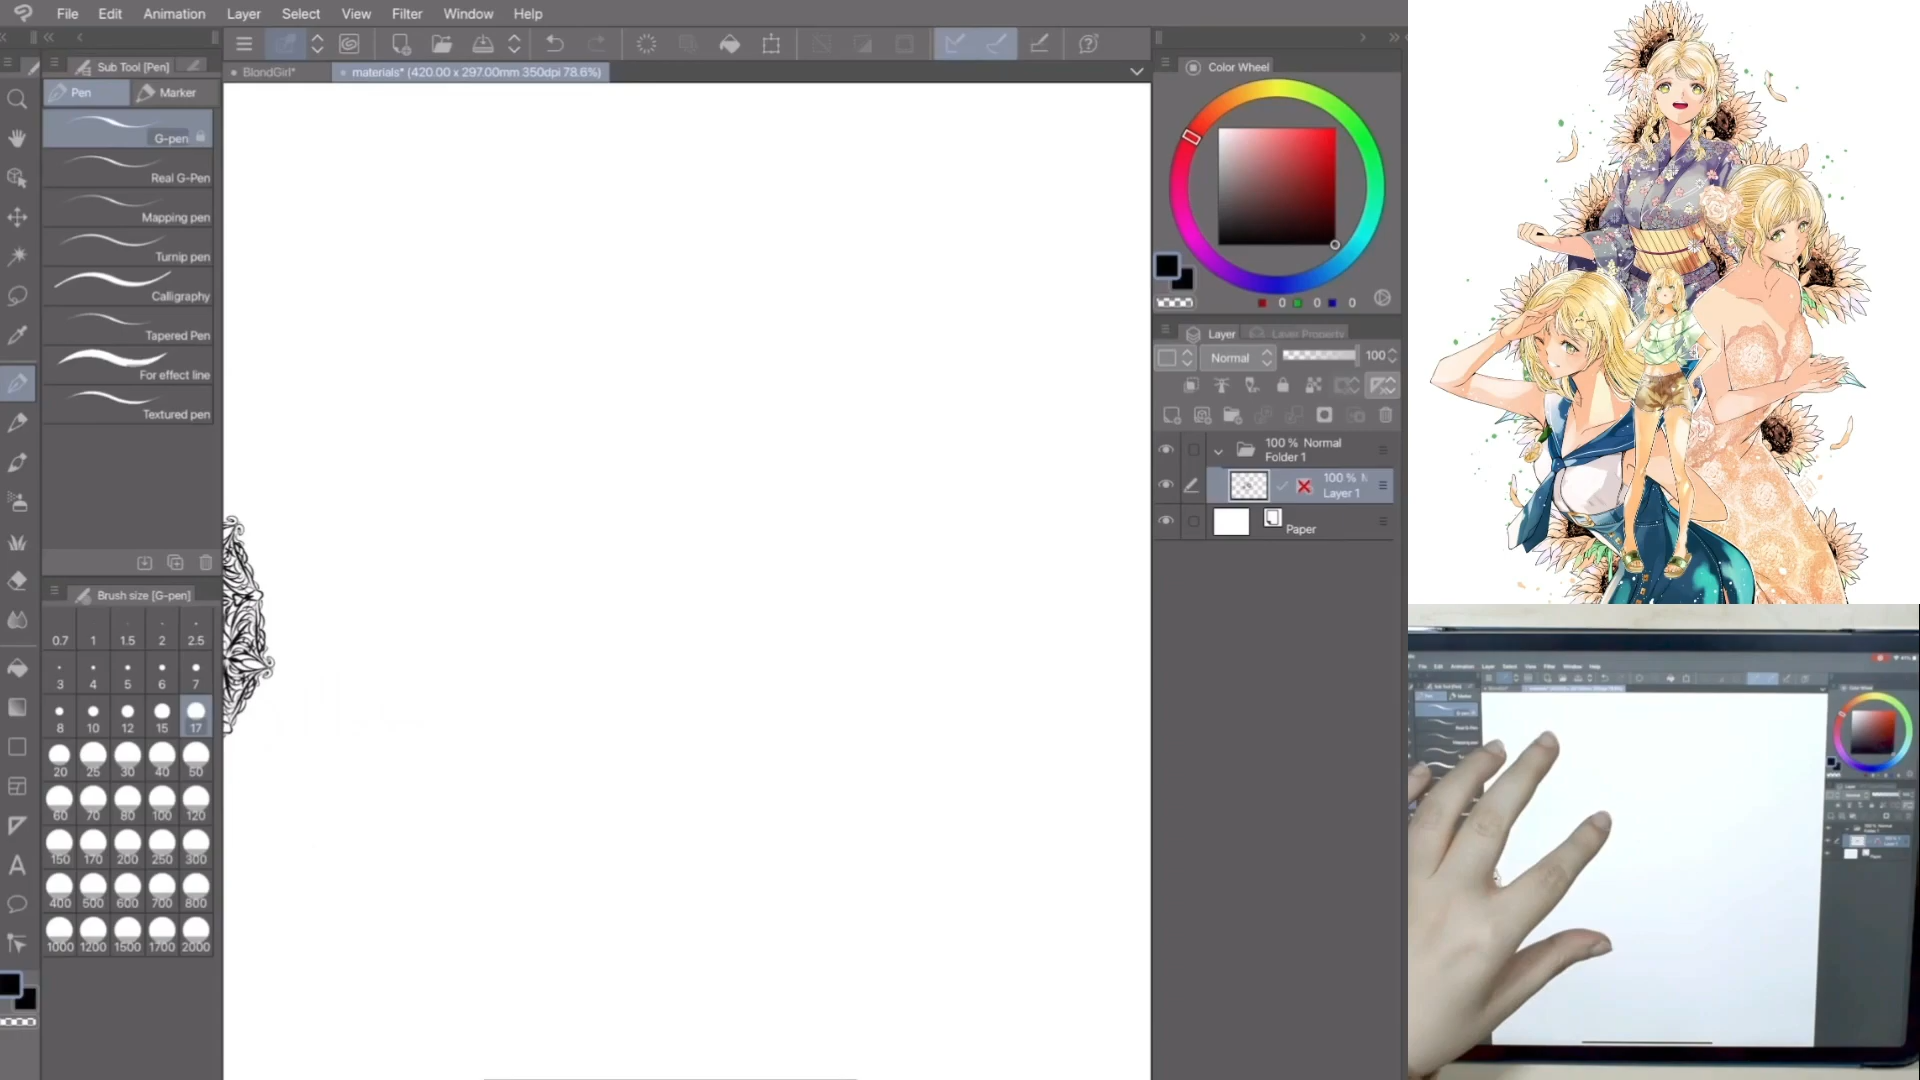 File Edit Animation Layer Select View Filter Window Help
Sub Tool [Pen]
BlondGirl*
materials* (420.00 x 297.00mm 350dpi 78.6%)
Pen
Marker
G-pen
Real G-Pen
Mapping pen
Turnip pen
Calligraphy
Tapered Pen
For effect line
Textured pen
Brush size [G-pen]
0.7 1 1.5 2 2.5
3 4 5 6 7
8 10 12 15 17
20 25 30 40 50
60 70 80 100 120
150 170 200 250 300
400 500 600 700 800
1000 1200 1500 1700 2000
Color Wheel
0 0 0
Layer
Layer Property
Normal
100
100 % Normal
Folder 1
100 % N
Layer 1
Paper